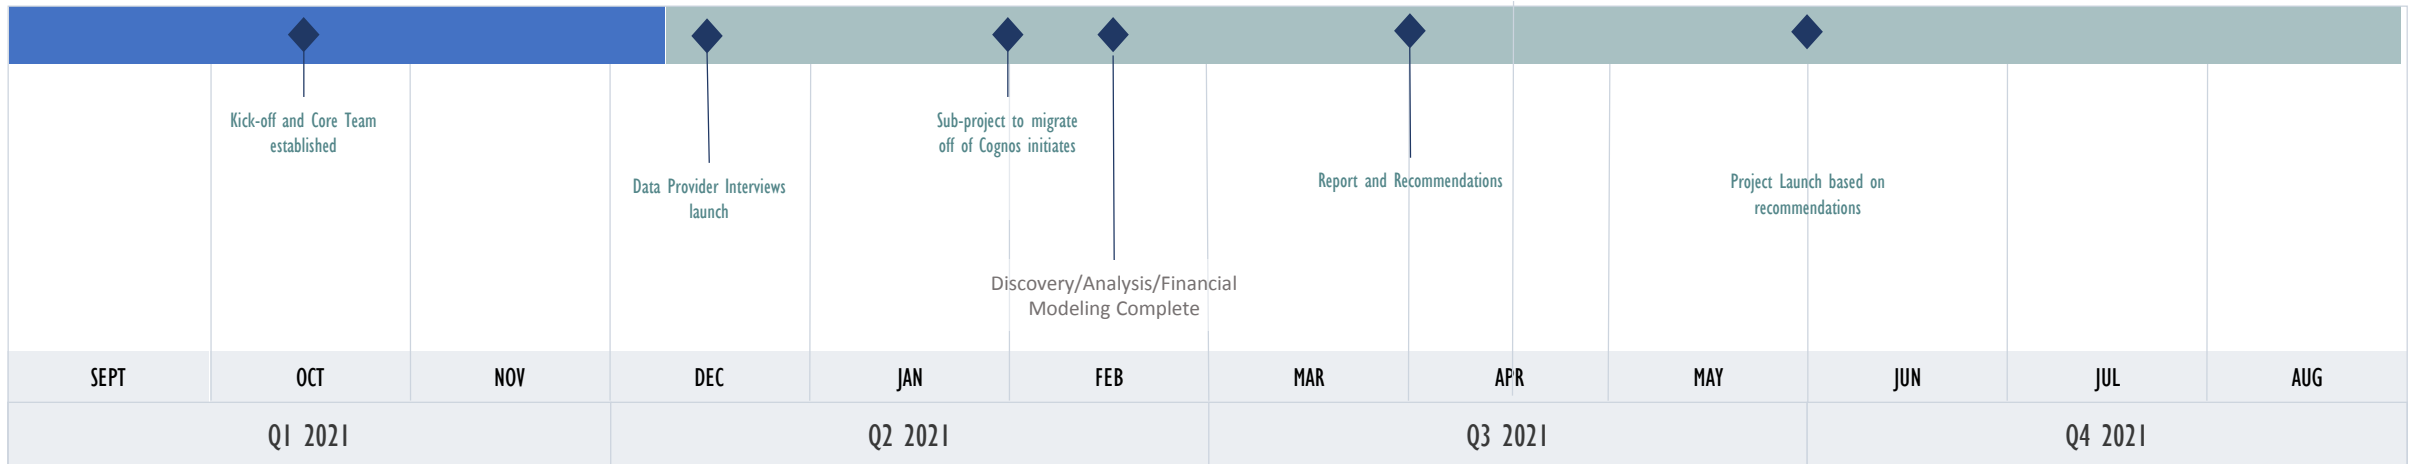 Kick-off and Core Team
established
Data Provider Interviews
launch
Sub-project to migrate
off of Cognos initiates
Discovery/Analysis/Financial
Modeling Complete
Report and Recommendations
Project Launch based on
recommendations
SEPT OCT NOV DEC JAN FEB MAR APR MAY JUN JUL AUG
Q1 2021 Q2 2021 Q3 2021 Q4 2021